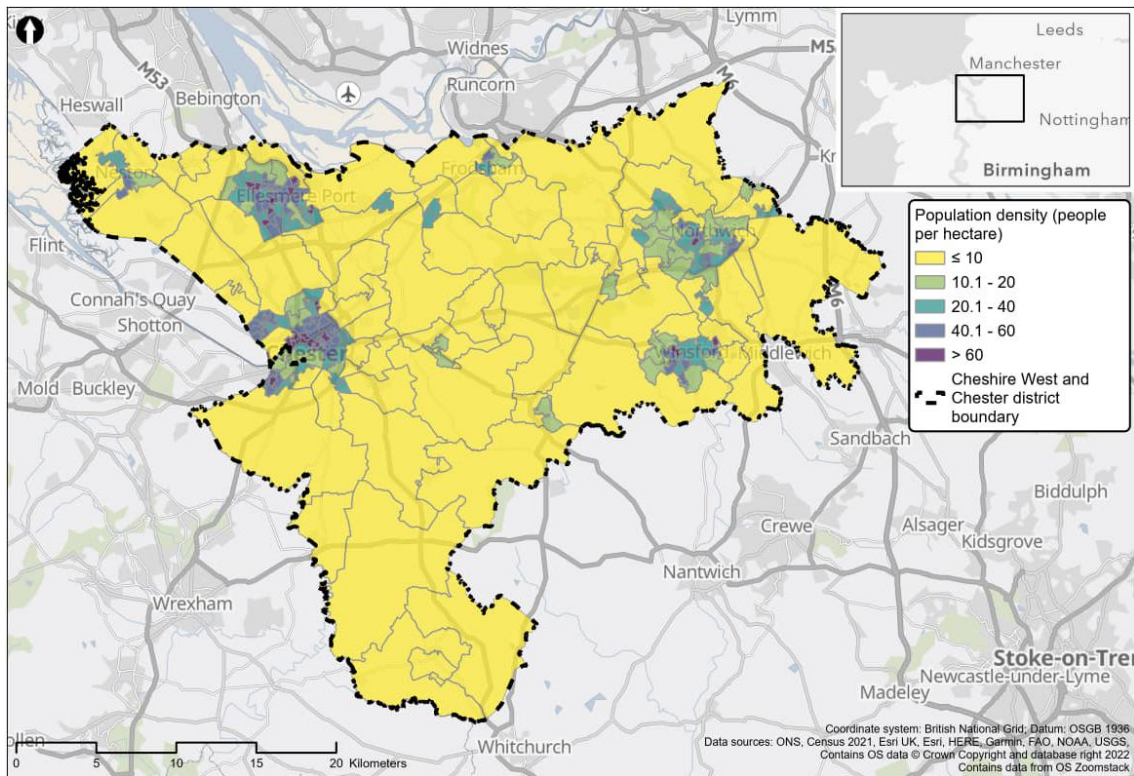 Lymm
Widnes
Runcorn
M5
M6
M53
Heswall
Bebington
Leeds
Manchester
Nottingham
Birmingham
Neston
Ellesmere Port
Frodsham
Northwich
Flint
Connah's Quay
Shotton
Chester
Winsford
Middlewich
M6
Mold
Buckley
Sandbach
Biddulph
Crewe
Alsager
Kidsgrove
Nantwich
Wrexham
Stoke-on-Tren
Newcastle-under-Lyme
Madeley
Whitchurch
Population density (people
per hectare)
≤ 10
10.1 - 20
20.1 - 40
40.1 - 60
> 60
Cheshire West and
Chester district
boundary
0 5 10 15 20 Kilometers
Coordinate system: British National Grid; Datum: OSGB 1936
Data sources: ONS, Census 2021, Esri UK, Esri, HERE, Garmin, FAO, NOAA, USGS,
Contains OS data © Crown Copyright and database right 2022
Contains data from OS Zoomstack